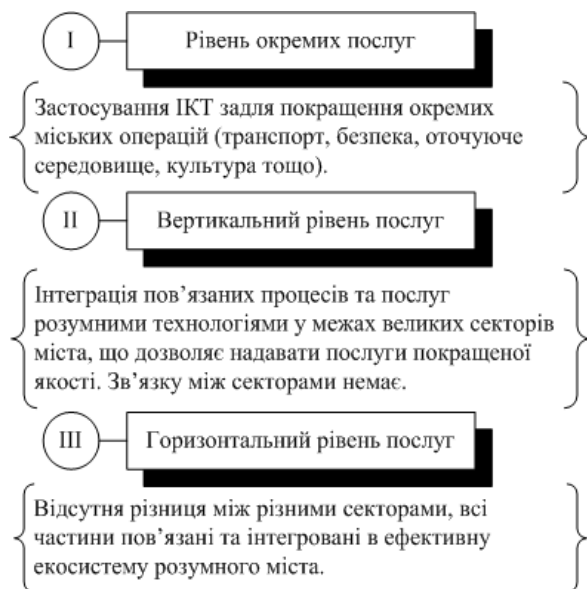 I
Рівень окремих послуг
Застосування ІКТ задля покращення окремих
міських операцій (транспорт, безпека, оточуюче
середовище, культура тощо).
II
Вертикальний рівень послуг
Інтеграція пов’язаних процесів та послуг
розумними технологіями у межах великих секторів
міста, що дозволяє надавати послуги покращеної
якості. Зв’язку між секторами немає.
III
Горизонтальний рівень послуг
Відсутня різниця між різними секторами, всі
частини пов’язані та інтегровані в ефективну
екосистему розумного міста.